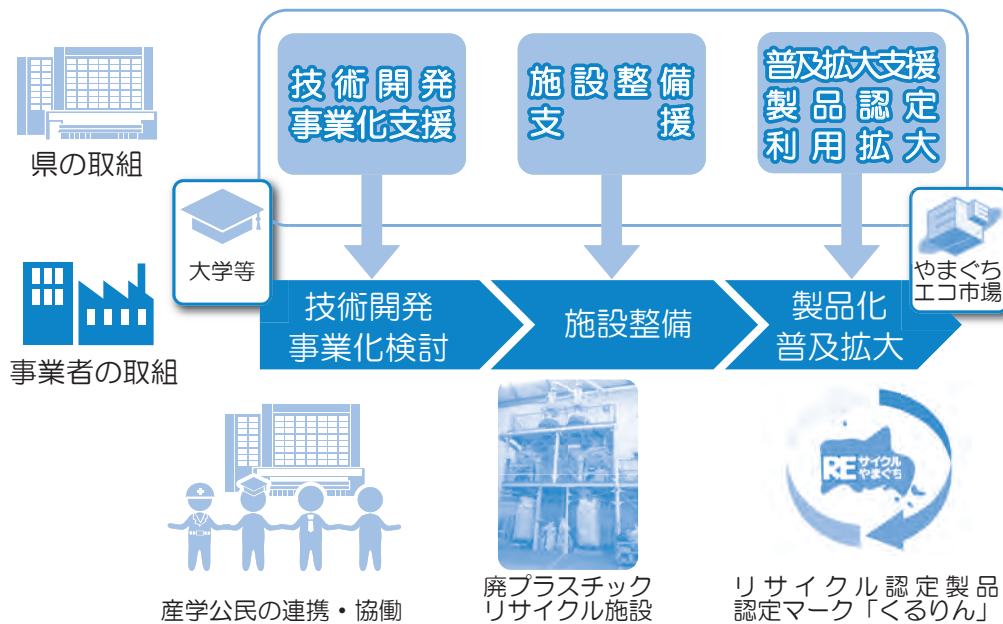 技術開発
事業化支援
施設整備
支援
普及拡大支援
製品認定
利用拡大
県の取組
大学等
やまぐち
エコ市場
事業者の取組
技術開発
事業化検討
施設整備
製品化
普及拡大
REサイクル
やまぐち
産学公民の連携・協働
廃プラスチック
リサイクル施設
リサイクル認定製品
認定マーク「くるりん」